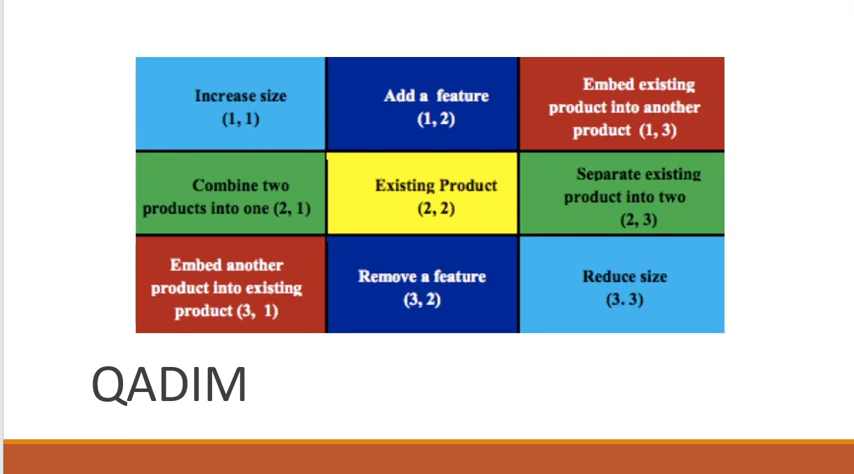 Increase size
(1, 1)
Add a feature
(1, 2)
Embed existing
product into another
product (1, 3)
Combine two
products into one (2, 1)
Existing Product
(2, 2)
Separate existing
product into two
(2, 3)
Embed another
product into existing
product (3, 1)
Remove a feature
(3, 2)
Reduce size
(3. 3)
QADIM